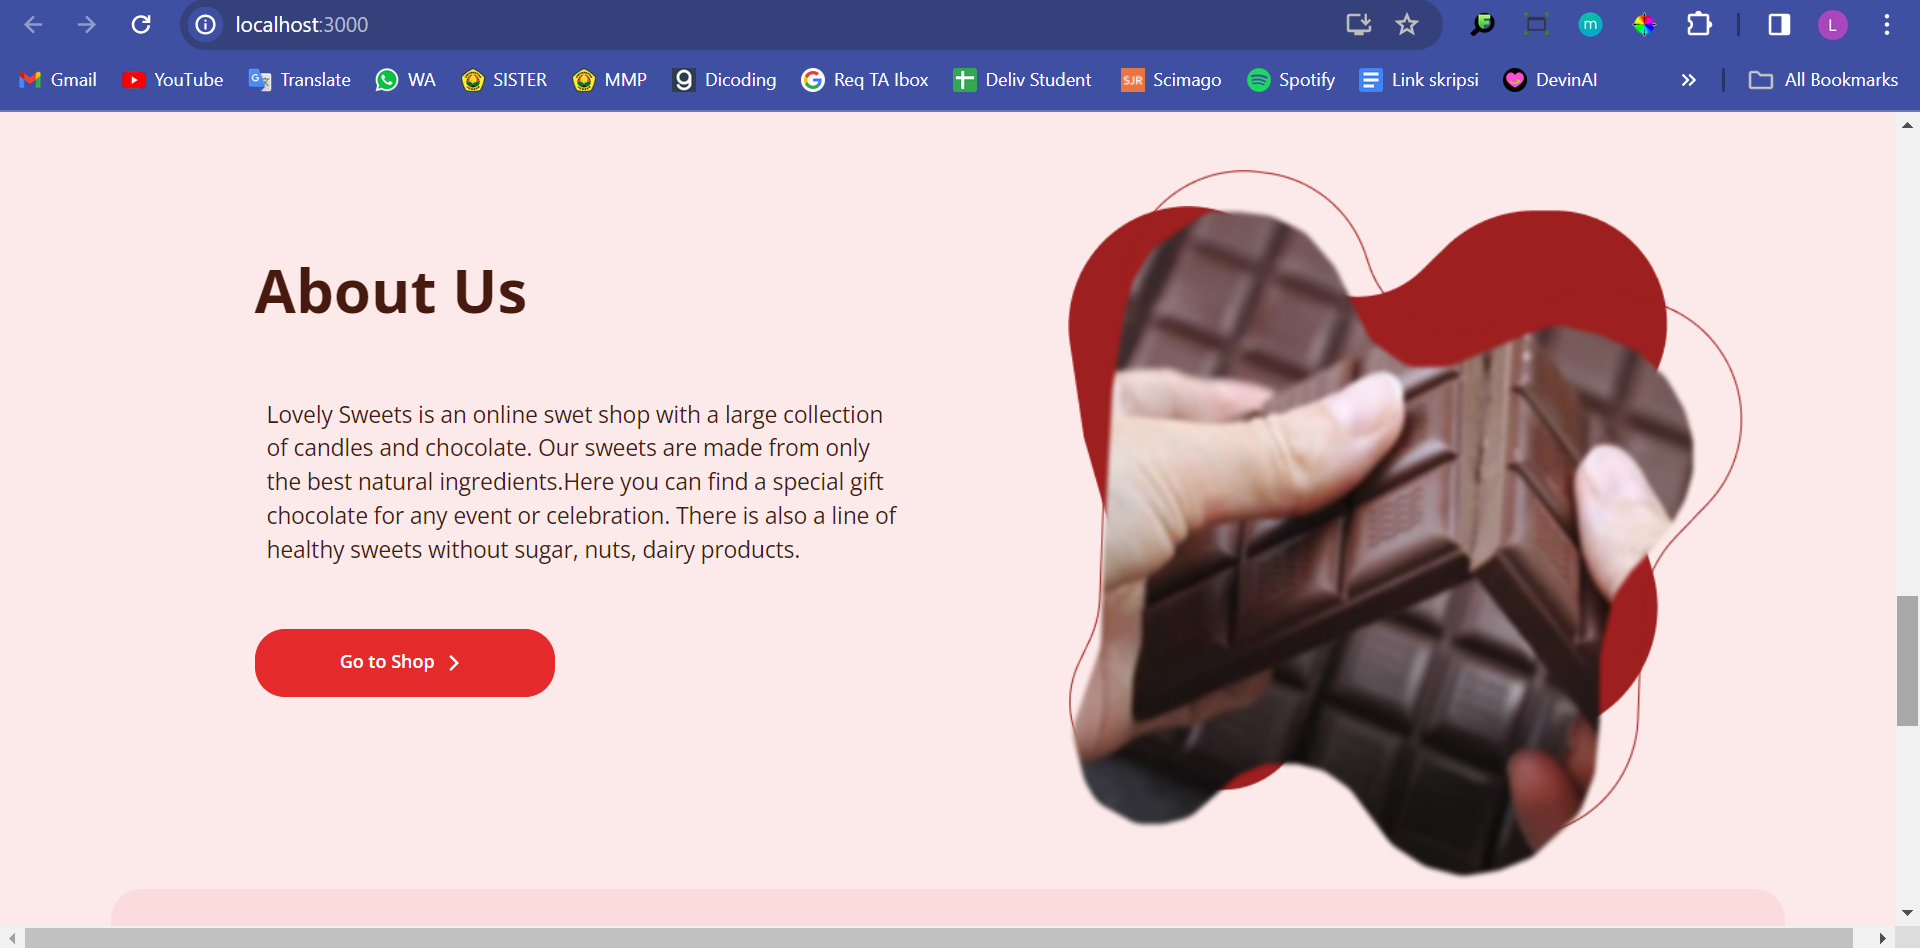 localhost:3000
Gmail YouTube Translate WA SISTER MMP Dicoding Req TA Ibox Deliv Student SJR Scimago Spotify Link skripsi DevinAI » All Bookmarks
About Us
Lovely Sweets is an online swet shop with a large collection
of candles and chocolate. Our sweets are made from only
the best natural ingredients.Here you can find a special gift
chocolate for any event or celebration. There is also a line of
healthy sweets without sugar, nuts, dairy products.
Go to Shop